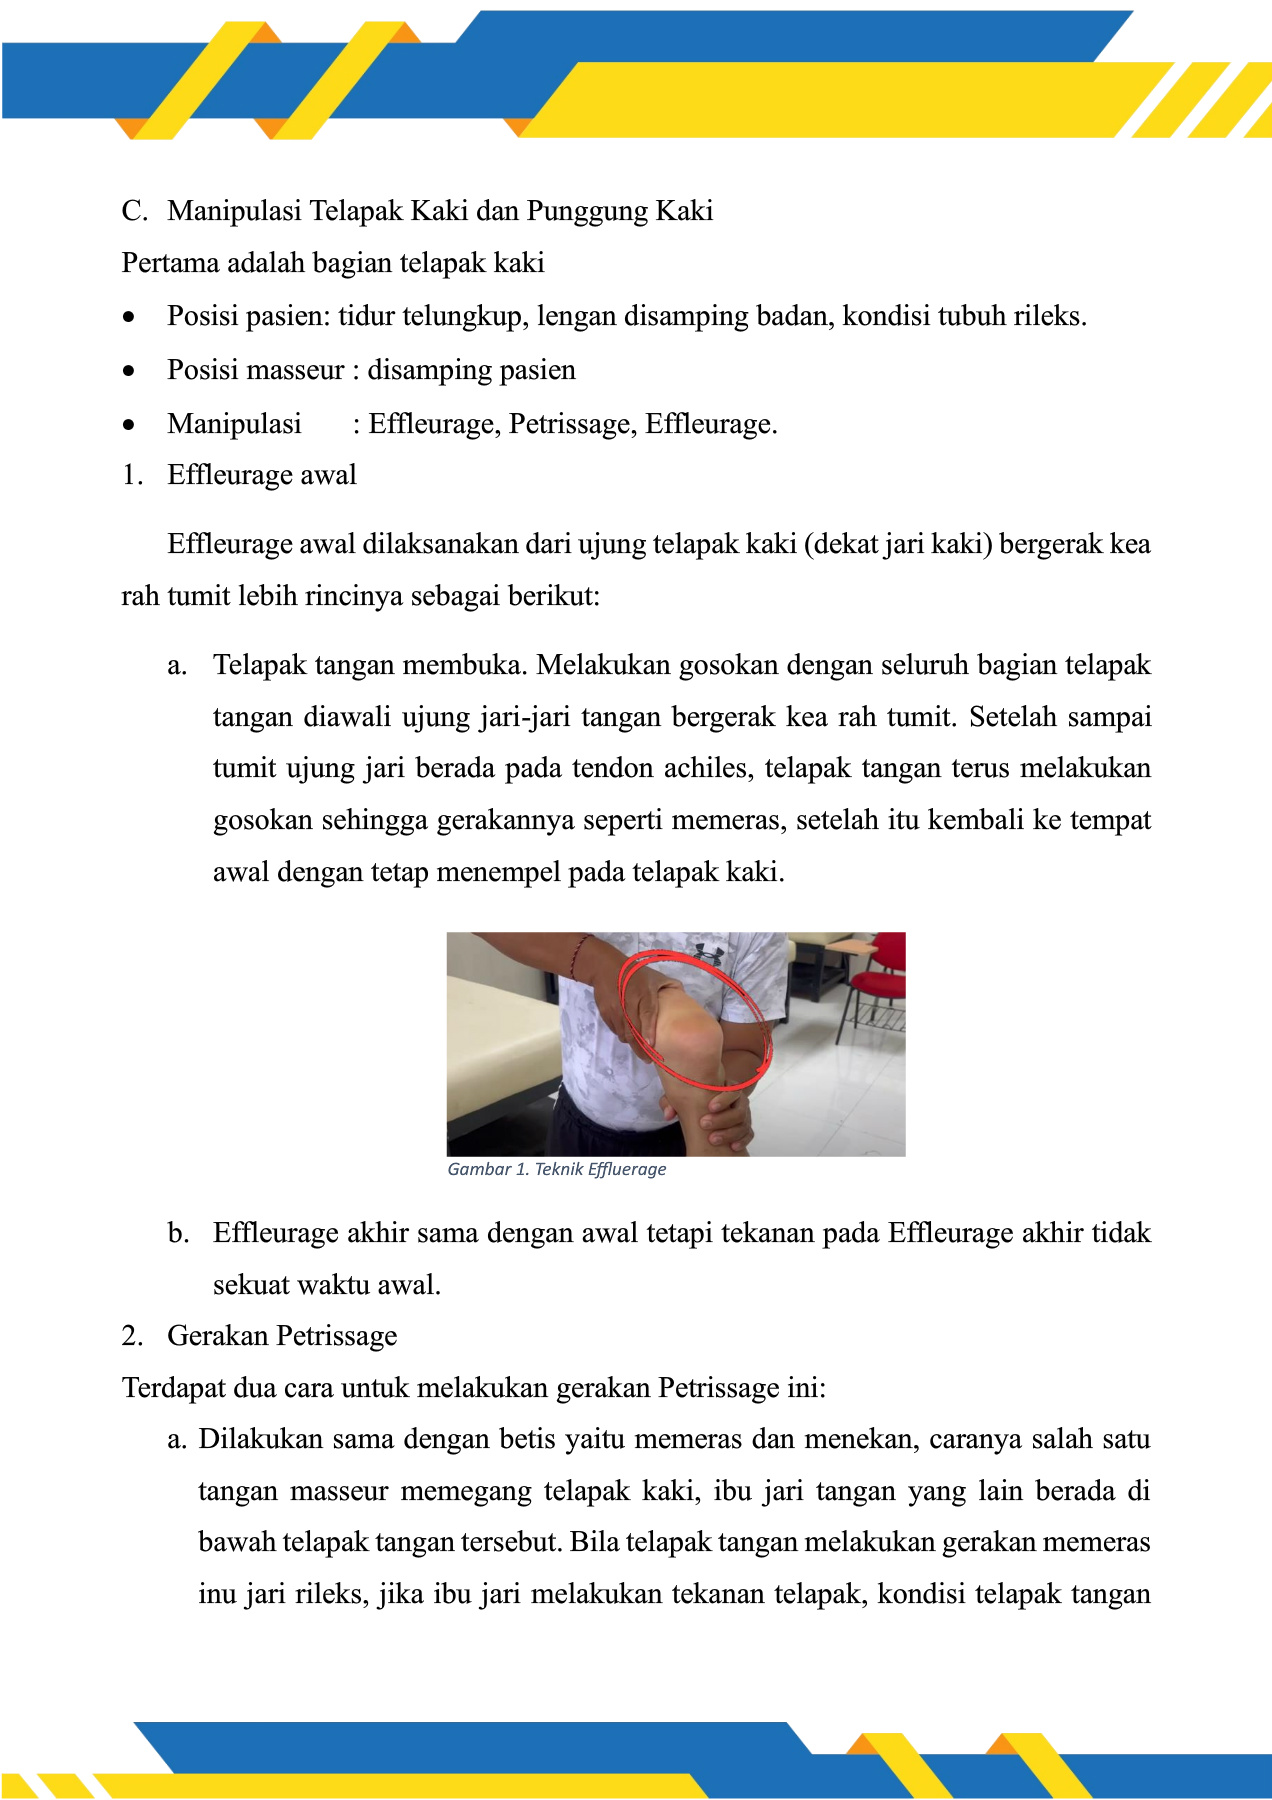 C. Manipulasi Telapak Kaki dan Punggung Kaki
Pertama adalah bagian telapak kaki
• Posisi pasien: tidur telungkup, lengan disamping badan, kondisi tubuh rileks.
• Posisi masseur : disamping pasien
• Manipulasi : Effleurage, Petrissage, Effleurage.
1. Effleurage awal
Effleurage awal dilaksanakan dari ujung telapak kaki (dekat jari kaki) bergerak kea
rah tumit lebih rincinya sebagai berikut:
a. Telapak tangan membuka. Melakukan gosokan dengan seluruh bagian telapak
tangan diawali ujung jari-jari tangan bergerak kea rah tumit. Setelah sampai
tumit ujung jari berada pada tendon achiles, telapak tangan terus melakukan
gosokan sehingga gerakannya seperti memeras, setelah itu kembali ke tempat
awal dengan tetap menempel pada telapak kaki.
Gambar 1. Teknik Effluerage
b. Effleurage akhir sama dengan awal tetapi tekanan pada Effleurage akhir tidak
sekuat waktu awal.
2. Gerakan Petrissage
Terdapat dua cara untuk melakukan gerakan Petrissage ini:
a. Dilakukan sama dengan betis yaitu memeras dan menekan, caranya salah satu
tangan masseur memegang telapak kaki, ibu jari tangan yang lain berada di
bawah telapak tangan tersebut. Bila telapak tangan melakukan gerakan memeras
inu jari rileks, jika ibu jari melakukan tekanan telapak, kondisi telapak tangan